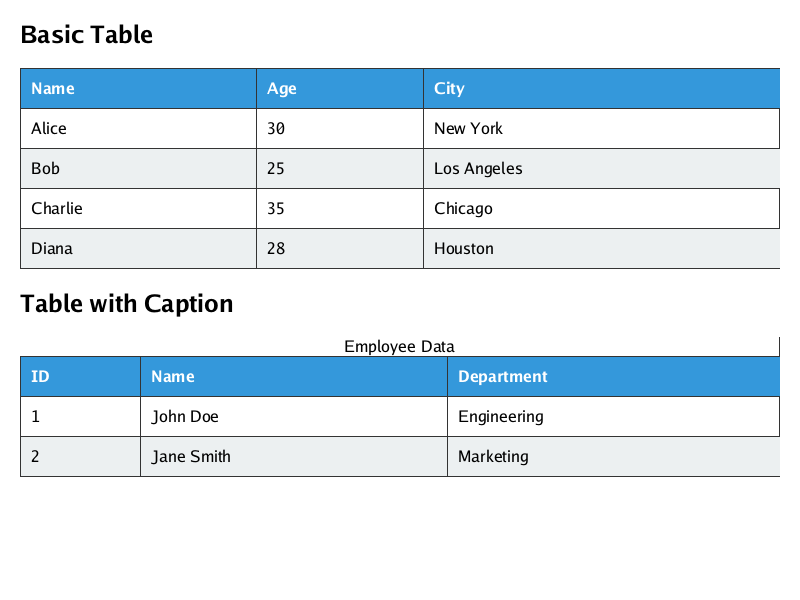 Basic Table
Name Age City
Alice 30 New York
Bob 25 Los Angeles
Charlie 35 Chicago
Diana 28 Houston
Table with Caption
Employee Data
ID Name Department
1 John Doe Engineering
2 Jane Smith Marketing